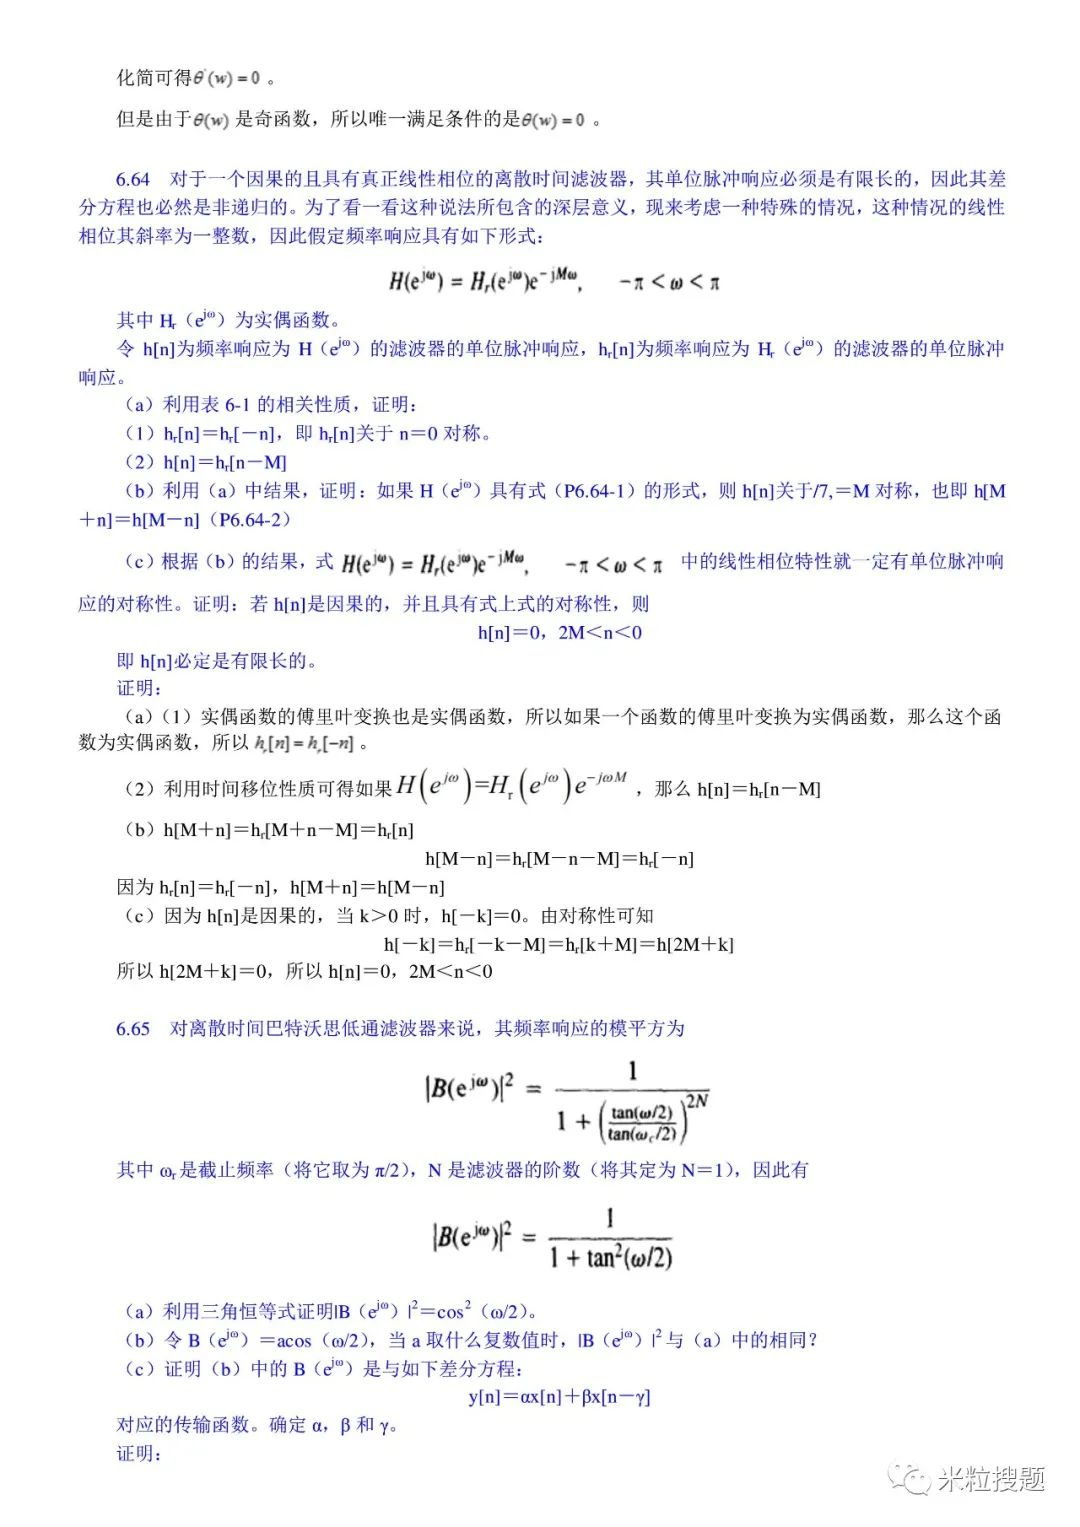 化简可得θ'(w)=0 。
但是由于θ(w) 是奇函数，所以唯一满足条件的是θ(w)=0 。
6.64 对于一个因果的且具有真正线性相位的离散时间滤波器，其单位脉冲响应必须是有限长的，因此其差
分方程也必然是非递归的。为了看一看这种说法所包含的深层意义，现来考虑一种特殊的情况，这种情况的线性
相位其斜率为一整数，因此假定频率响应具有如下形式：
H(e^jω) = Hr(e^jω)e^−jMω, −π < ω < π
其中 Hr（e^jω）为实偶函数。
令 h[n]为频率响应为 H（e^jω）的滤波器的单位脉冲响应，hr[n]为频率响应为 Hr（e^jω）的滤波器的单位脉冲
响应。
（a）利用表 6-1 的相关性质，证明：
（1）hr[n]＝hr[－n]，即 hr[n]关于 n＝0 对称。
（2）h[n]＝hr[n－M]
（b）利用（a）中结果，证明：如果 H（e^jω）具有式（P6.64-1）的形式，则 h[n]关于/7,＝M 对称，也即 h[M
＋n]＝h[M－n]（P6.64-2）
（c）根据（b）的结果，式 H(e^jω) = Hr(e^jω)e^−jMω, −π < ω < π 中的线性相位特性就一定有单位脉冲响
应的对称性。证明：若 h[n]是因果的，并且具有式上式的对称性，则
h[n]＝0，2M＜n＜0
即 h[n]必定是有限长的。
证明：
（a）（1）实偶函数的傅里叶变换也是实偶函数，所以如果一个函数的傅里叶变换为实偶函数，那么这个函
数为实偶函数，所以 hr[n]=hr[−n] 。
（2）利用时间移位性质可得如果 H(e^jω)=Hr(e^jω)e^−jωM ，那么 h[n]＝hr[n－M]
（b）h[M＋n]＝hr[M＋n－M]＝hr[n]
h[M－n]＝hr[M－n－M]＝hr[－n]
因为 hr[n]＝hr[－n]，h[M＋n]＝h[M－n]
（c）因为 h[n]是因果的，当 k＞0 时，h[－k]＝0。由对称性可知
h[－k]＝hr[－k－M]＝hr[k＋M]＝h[2M＋k]
所以 h[2M＋k]＝0，所以 h[n]＝0，2M＜n＜0
6.65 对离散时间巴特沃思低通滤波器来说，其频率响应的模平方为
|B(e^jω)|² = 1 / (1 + (tan(ω/2)/tan(ωc/2))^2N)
其中 ωr 是截止频率（将它取为 π/2），N 是滤波器的阶数（将其定为 N＝1），因此有
|B(e^jω)|² = 1 / (1 + tan²(ω/2))
（a）利用三角恒等式证明|B（e^jω）|²＝cos²（ω/2）。
（b）令 B（e^jω）＝acos（ω/2），当 a 取什么复数值时，|B（e^jω）|² 与（a）中的相同？
（c）证明（b）中的 B（e^jω）是与如下差分方程：
y[n]＝αx[n]＋βx[n－γ]
对应的传输函数。确定 α，β 和 γ。
证明：
米粒搜题